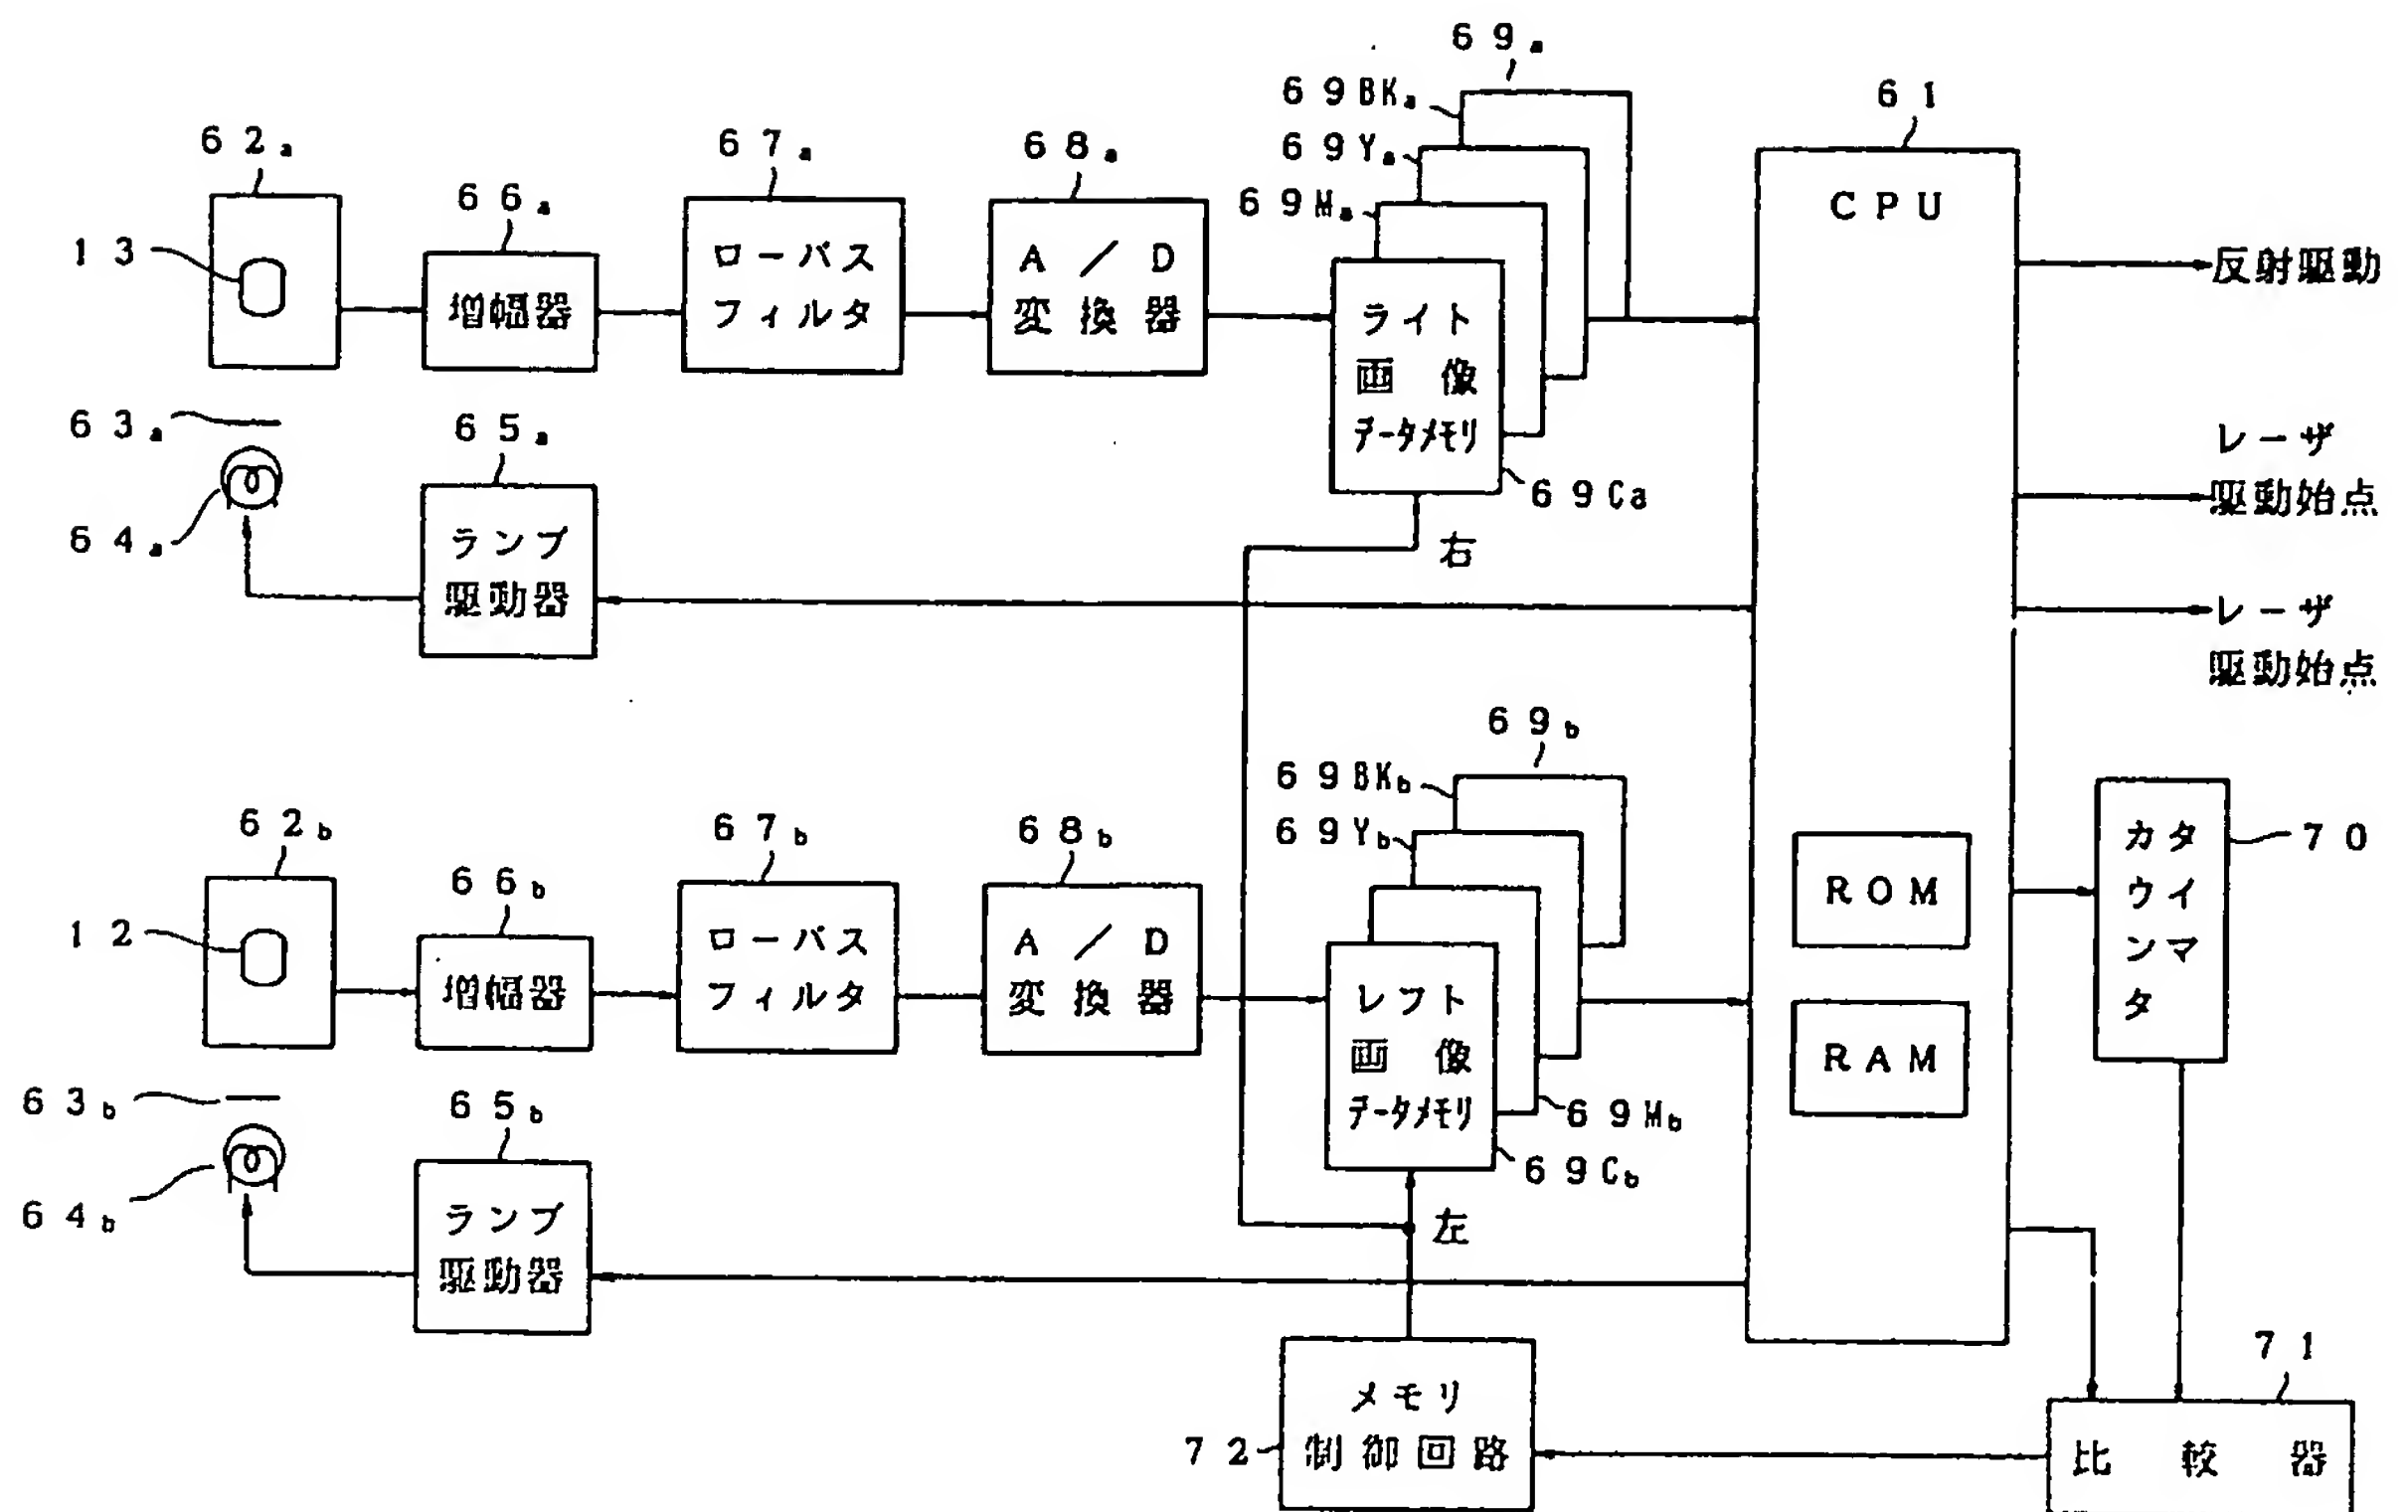 69a
69BKa
69Ya
69Ma
62a
66a
67a
68a
61
13
増幅器
ローパス
フィルタ
A/D
変換器
ライト
画像
データメモリ
CPU
反射駆動
63a
65a
レーザ
駆動始点
69Ca
右
64a
ランプ
駆動器
レーザ
駆動始点
69b
69BKb
69Yb
62b
66b
67b
68b
12
増幅器
ローパス
フィルタ
A/D
変換器
レフト
画像
データメモリ
ROM
RAM
タイマ
カウンタ
70
63b
65b
69Mb
69Cb
64b
ランプ
駆動器
左
71
メモリ
制御回路
72
比較器